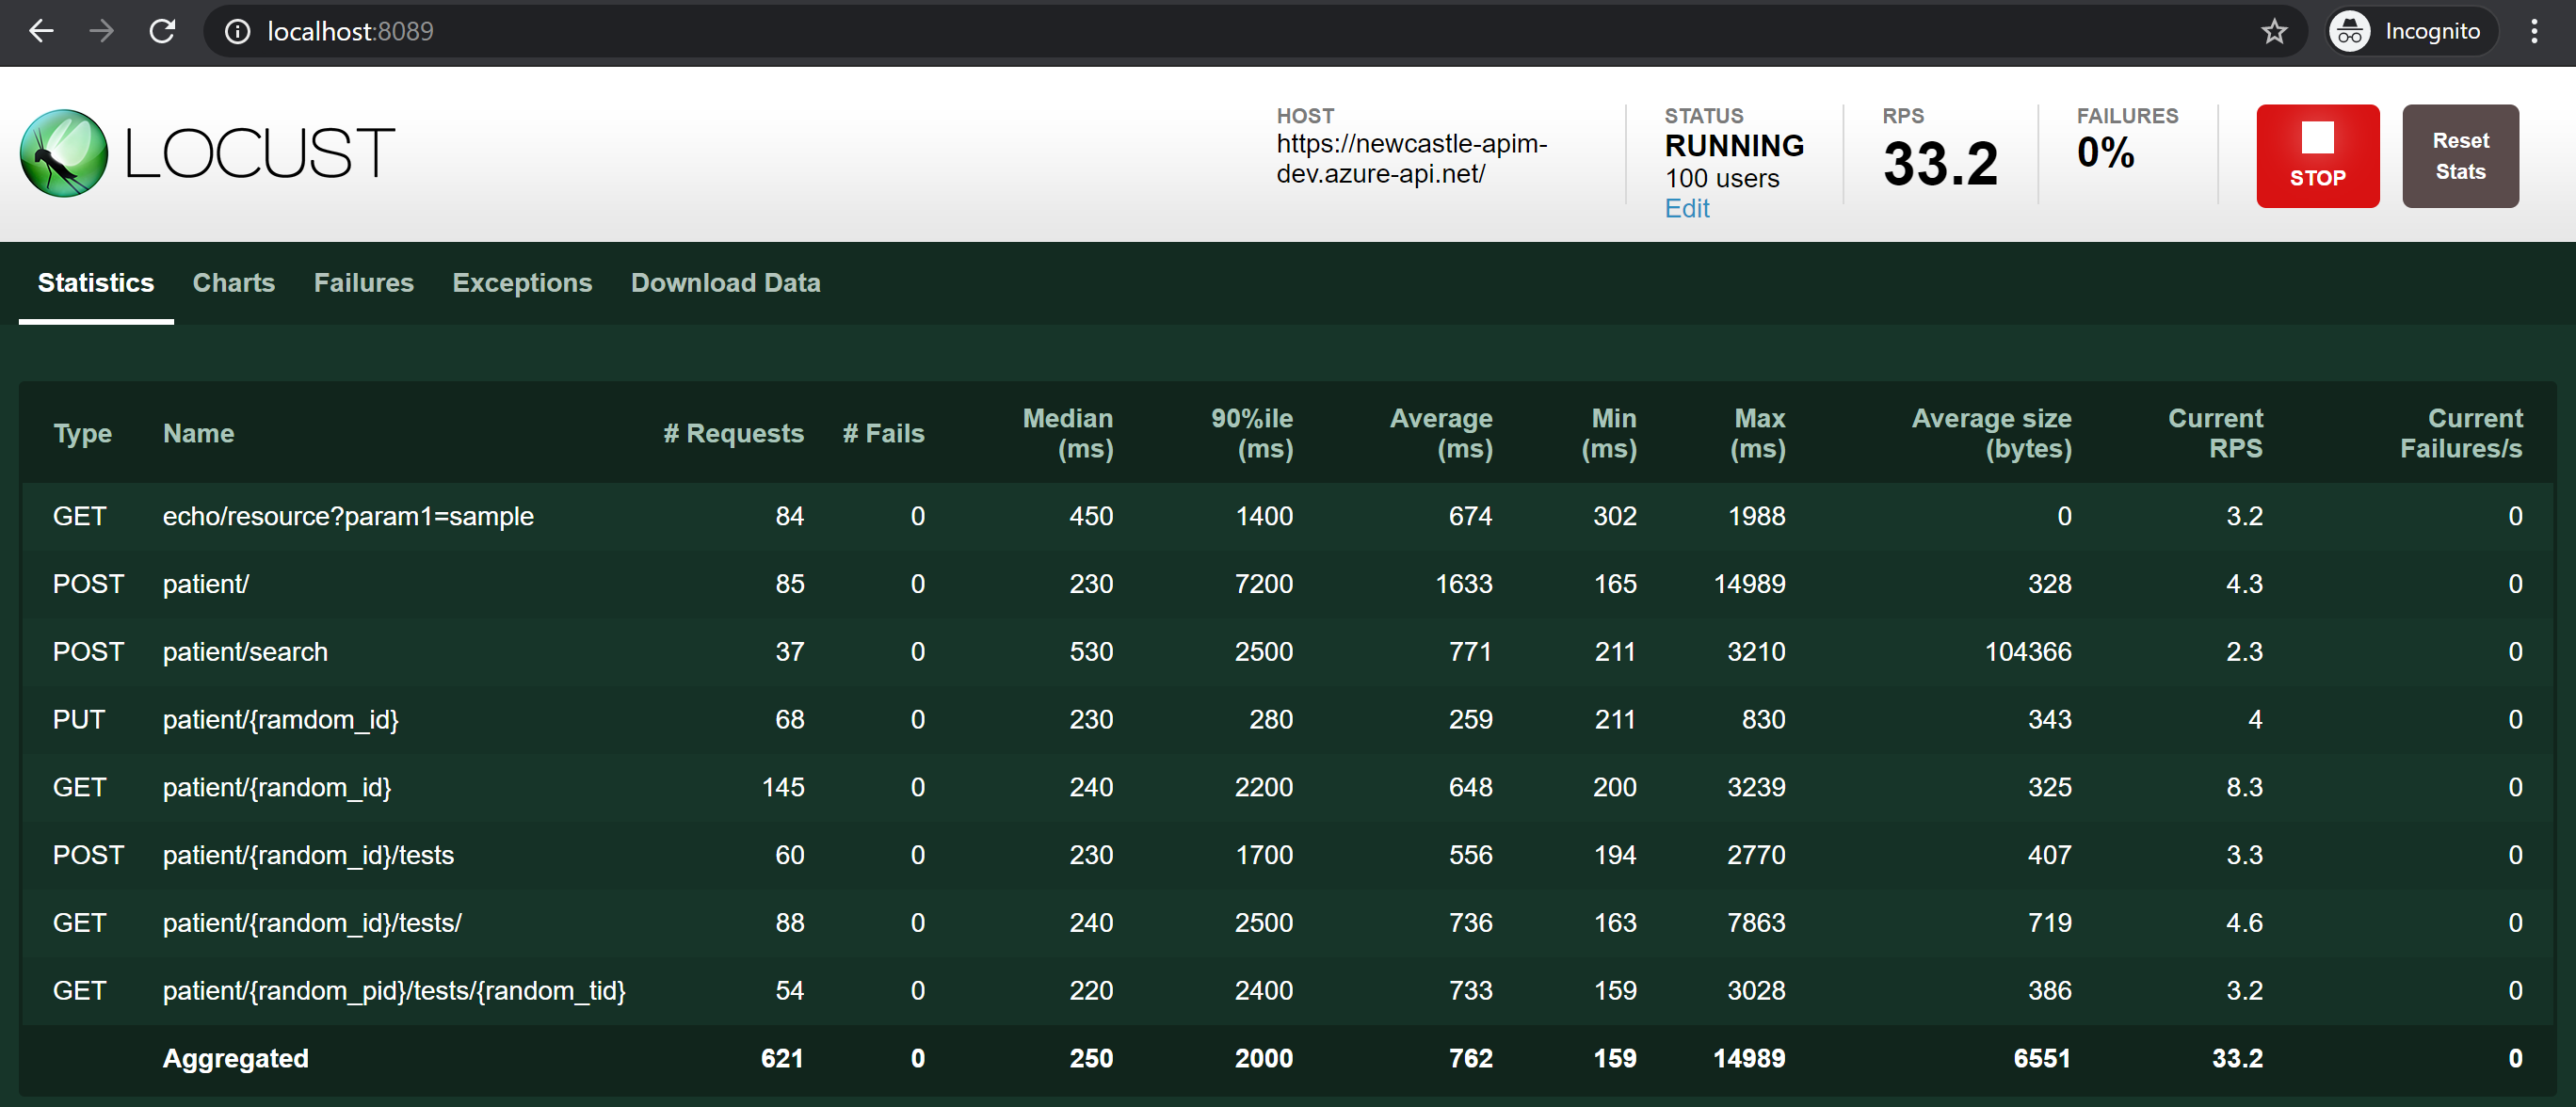 localhost:8089
Incognito
LOCUST
HOST
https://newcastle-apim-
dev.azure-api.net/
STATUS
RUNNING
100 users
Edit
RPS
33.2
FAILURES
0%
STOP
Reset
Stats
Statistics Charts Failures Exceptions Download Data
Type Name # Requests # Fails Median (ms) 90%ile (ms) Average (ms) Min (ms) Max (ms) Average size (bytes) Current RPS Current Failures/s
GET echo/resource?param1=sample 84 0 450 1400 674 302 1988 0 3.2 0
POST patient/ 85 0 230 7200 1633 165 14989 328 4.3 0
POST patient/search 37 0 530 2500 771 211 3210 104366 2.3 0
PUT patient/{ramdom_id} 68 0 230 280 259 211 830 343 4 0
GET patient/{random_id} 145 0 240 2200 648 200 3239 325 8.3 0
POST patient/{random_id}/tests 60 0 230 1700 556 194 2770 407 3.3 0
GET patient/{random_id}/tests/ 88 0 240 2500 736 163 7863 719 4.6 0
GET patient/{random_pid}/tests/{random_tid} 54 0 220 2400 733 159 3028 386 3.2 0
Aggregated 621 0 250 2000 762 159 14989 6551 33.2 0